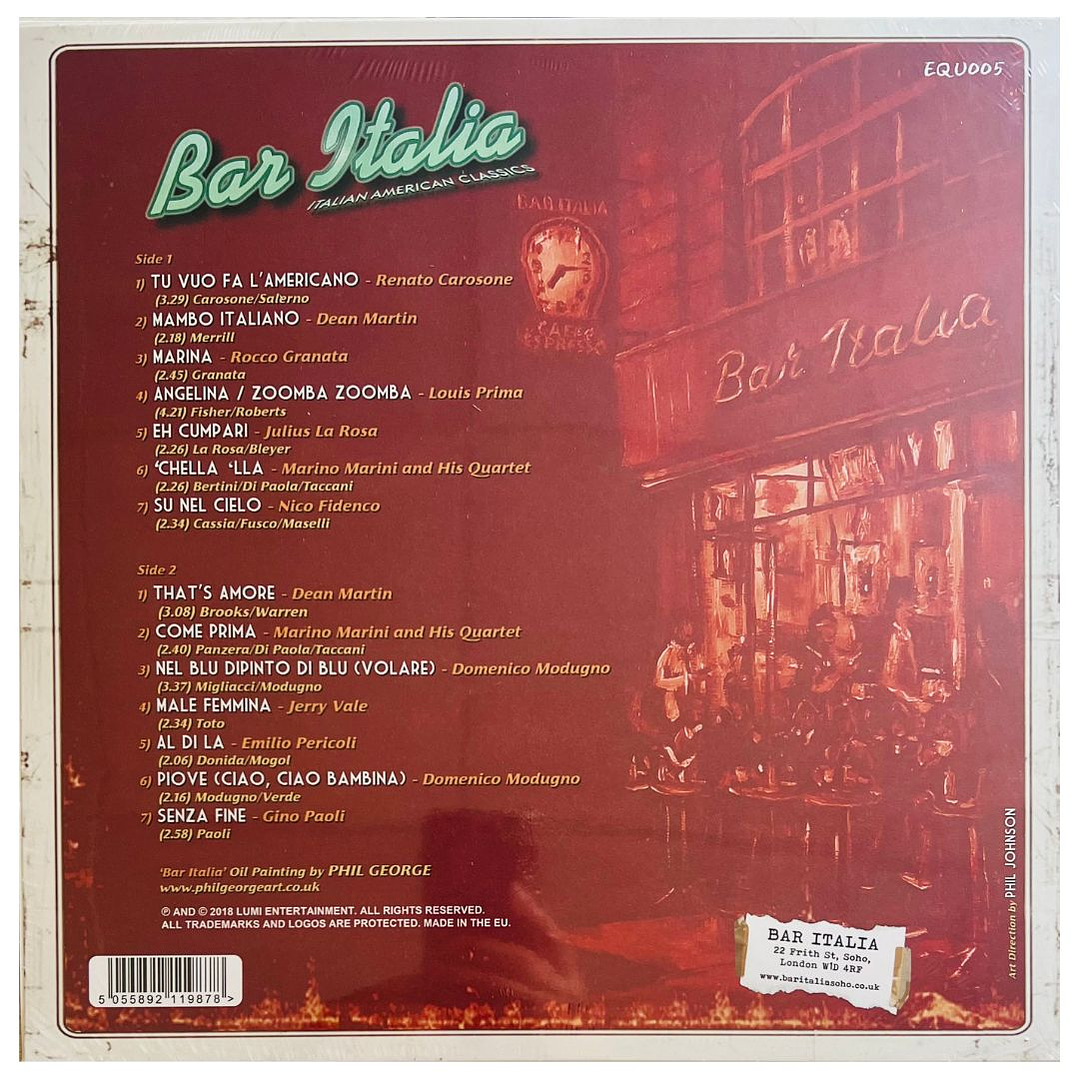 EQU005
Bar Italia
ITALIAN AMERICAN CLASSICS
BAR ITALIA
CAFFE
ESPRESSO
Bar Italia
Side 1
1) TU VUO FA L'AMERICANO - Renato Carosone
(3.29) Carosone/Salerno
2) MAMBO ITALIANO - Dean Martin
(2.18) Merrill
3) MARINA - Rocco Granata
(2.45) Granata
4) ANGELINA / ZOOMBA ZOOMBA - Louis Prima
(4.21) Fisher/Roberts
5) EH CUMPARI - Julius La Rosa
(2.26) La Rosa/Bleyer
6) 'CHELLA 'LLA - Marino Marini and His Quartet
(2.26) Bertini/Di Paola/Taccani
7) SU NEL CIELO - Nico Fidenco
(2.34) Cassia/Fusco/Maselli
Side 2
1) THAT'S AMORE - Dean Martin
(3.08) Brooks/Warren
2) COME PRIMA - Marino Marini and His Quartet
(2.40) Panzera/Di Paola/Taccani
3) NEL BLU DIPINTO DI BLU (VOLARE) - Domenico Modugno
(3.37) Migliacci/Modugno
4) MALE FEMMINA - Jerry Vale
(2.34) Toto
5) AL DI LA - Emilio Pericoli
(2.06) Donida/Mogol
6) PIOVE (CIAO, CIAO BAMBINA) - Domenico Modugno
(2.16) Modugno/Verde
7) SENZA FINE - Gino Paoli
(2.58) Paoli
'Bar Italia' Oil Painting by PHIL GEORGE
www.philgeorgeart.co.uk
℗ AND © 2018 LUMI ENTERTAINMENT. ALL RIGHTS RESERVED.
ALL TRADEMARKS AND LOGOS ARE PROTECTED. MADE IN THE EU.
5 055892 119878 >
BAR ITALIA
22 Frith St, Soho,
London W1D 4RF
www.baritaliasoho.co.uk
Art Direction by PHIL JOHNSON